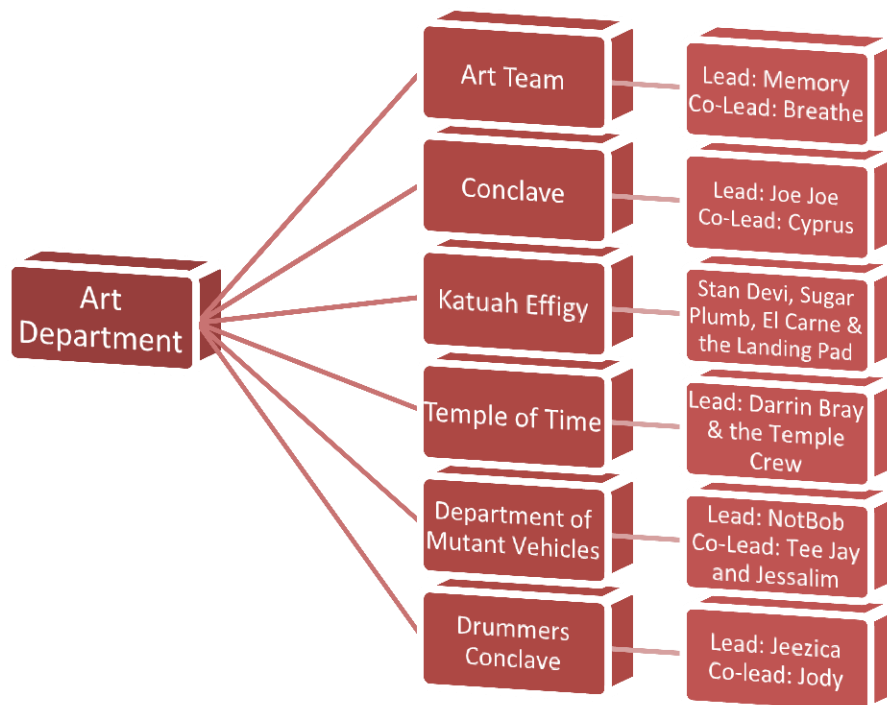 Art
Department
Art Team
Lead: Memory
Co-Lead: Breathe
Conclave
Lead: Joe Joe
Co-Lead: Cyprus
Katuah Effigy
Stan Devi, Sugar
Plumb, El Carne &
the Landing Pad
Temple of Time
Lead: Darrin Bray
& the Temple
Crew
Department of
Mutant Vehicles
Lead: NotBob
Co-Lead: Tee Jay
and Jessalim
Drummers
Conclave
Lead: Jeezica
Co-lead: Jody